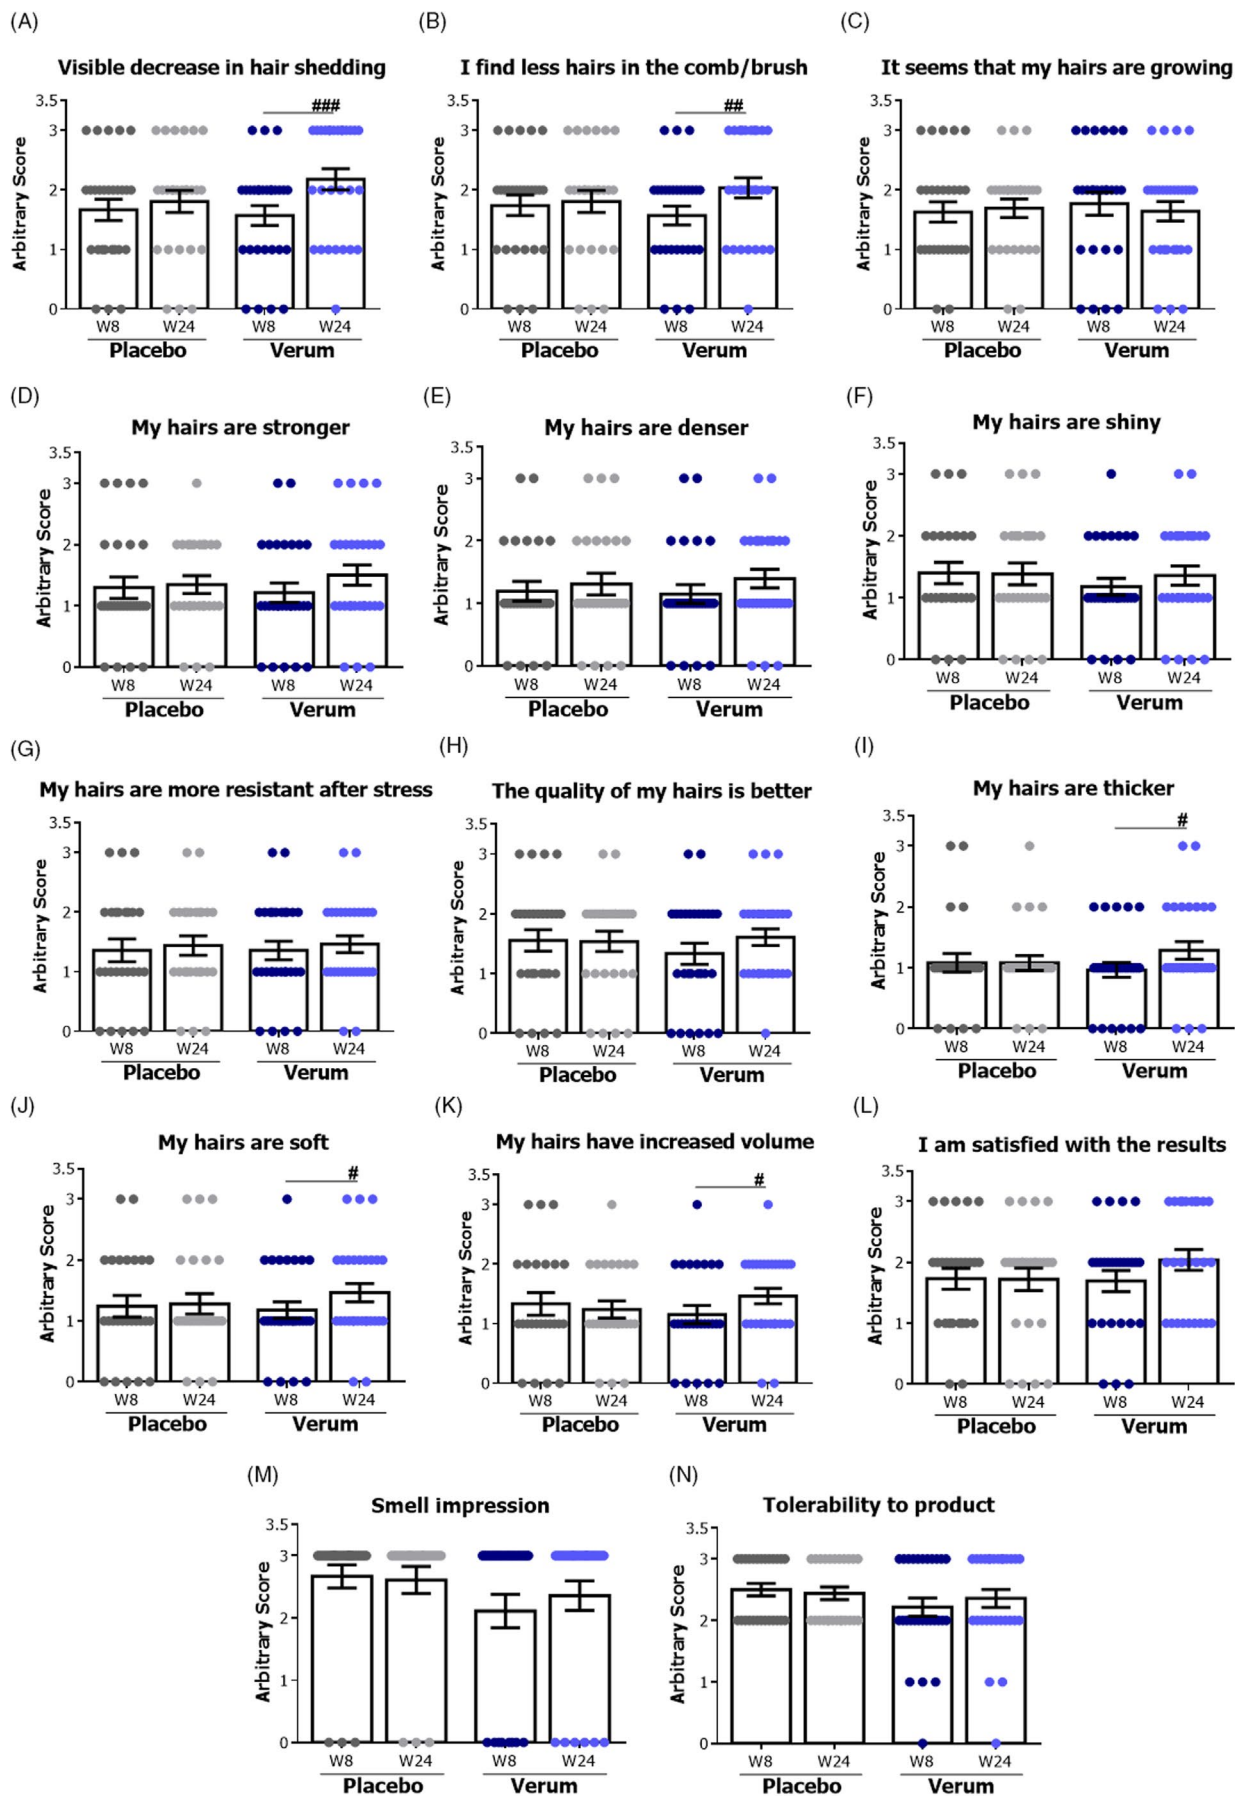 (A)
Visible decrease in hair shedding
###
Arbitrary Score
3.5
3
2
1
0
W8 W24 W8 W24
Placebo Verum
(B)
I find less hairs in the comb/brush
##
Arbitrary Score
3.5
3
2
1
0
W8 W24 W8 W24
Placebo Verum
(C)
It seems that my hairs are growing
Arbitrary Score
3.5
3
2
1
0
W8 W24 W8 W24
Placebo Verum
(D)
My hairs are stronger
Arbitrary Score
3.5
3
2
1
0
W8 W24 W8 W24
Placebo Verum
(E)
My hairs are denser
Arbitrary Score
3.5
3
2
1
0
W8 W24 W8 W24
Placebo Verum
(F)
My hairs are shiny
Arbitrary Score
3.5
3
2
1
0
W8 W24 W8 W24
Placebo Verum
(G)
My hairs are more resistant after stress
Arbitrary Score
3.5
3
2
1
0
W8 W24 W8 W24
Placebo Verum
(H)
The quality of my hairs is better
Arbitrary Score
3.5
3
2
1
0
W8 W24 W8 W24
Placebo Verum
(I)
My hairs are thicker
#
Arbitrary Score
3.5
3
2
1
0
W8 W24 W8 W24
Placebo Verum
(J)
My hairs are soft
#
Arbitrary Score
3.5
3
2
1
0
W8 W24 W8 W24
Placebo Verum
(K)
My hairs have increased volume
#
Arbitrary Score
3.5
3
2
1
0
W8 W24 W8 W24
Placebo Verum
(L)
I am satisfied with the results
Arbitrary Score
3.5
3
2
1
0
W8 W24 W8 W24
Placebo Verum
(M)
Smell impression
Arbitrary Score
3.5
3
2
1
0
W8 W24 W8 W24
Placebo Verum
(N)
Tolerability to product
Arbitrary Score
3.5
3
2
1
0
W8 W24 W8 W24
Placebo Verum